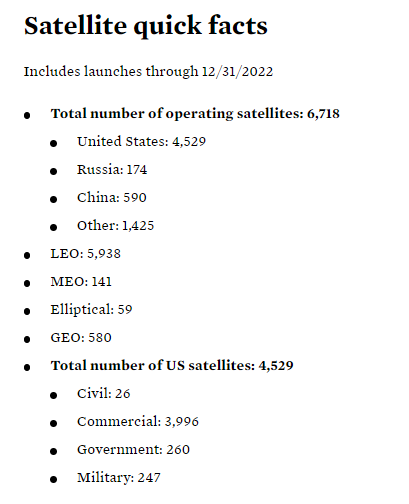 Satellite quick facts
Includes launches through 12/31/2022
• Total number of operating satellites: 6,718
• United States: 4,529
• Russia: 174
• China: 590
• Other: 1,425
• LEO: 5,938
• MEO: 141
• Elliptical: 59
• GEO: 580
• Total number of US satellites: 4,529
• Civil: 26
• Commercial: 3,996
• Government: 260
• Military: 247